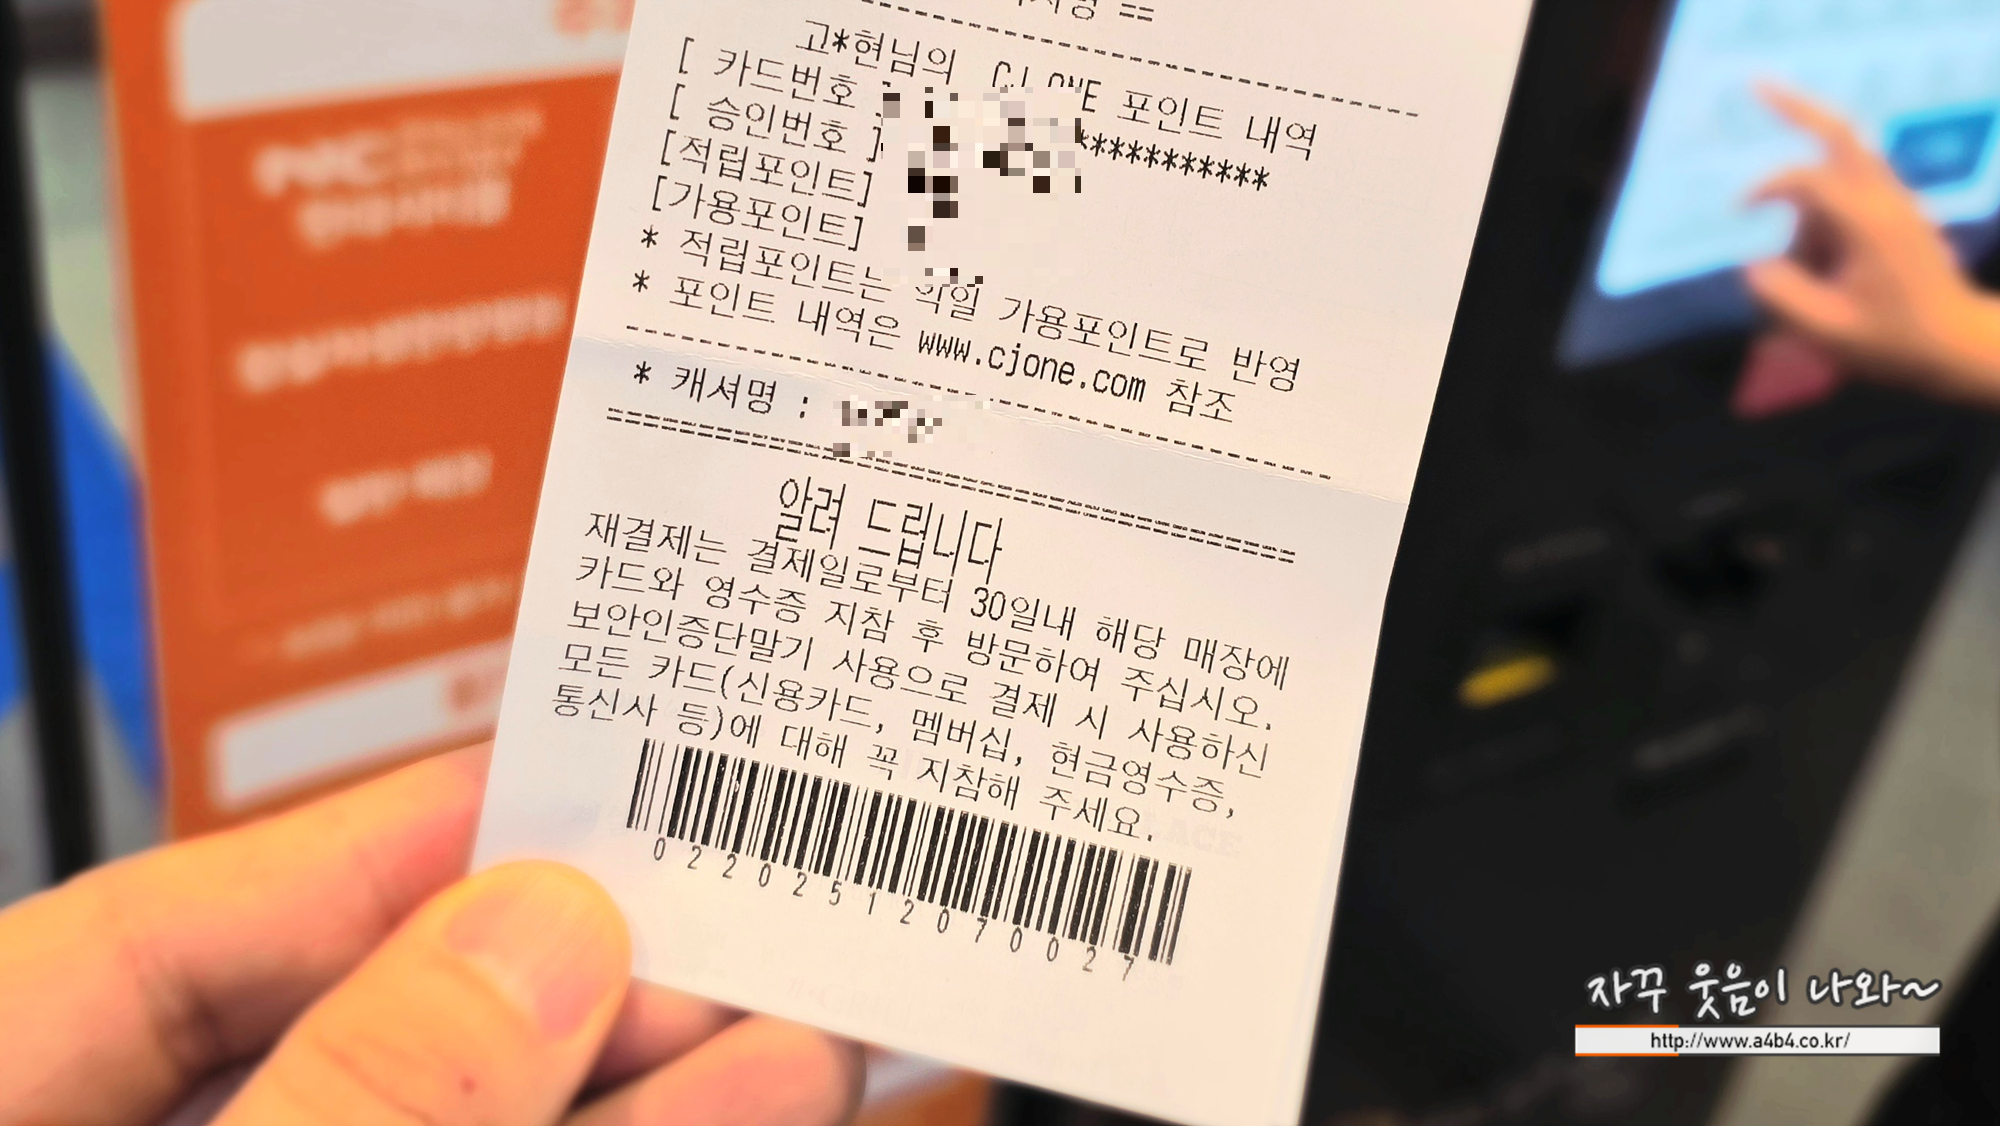 고*현님의 CJ ONE 포인트 내역
[ 카드번호 ] ***********
[ 승인번호 ]
[적립포인트]
[가용포인트]
* 적립포인트는 익일 가용포인트로 반영
* 포인트 내역은 www.cjone.com 참조
* 캐셔명 :
알려 드립니다
재결제는 결제일로부터 30일내 해당 매장에
카드와 영수증 지참 후 방문하여 주십시오.
보안인증단말기 사용으로 결제 시 사용하신
모든 카드(신용카드, 멤버십, 현금영수증,
통신사 등)에 대해 꼭 지참해 주세요.
02202512070027
자꾸 웃음이 나와~
http://www.a4b4.co.kr/